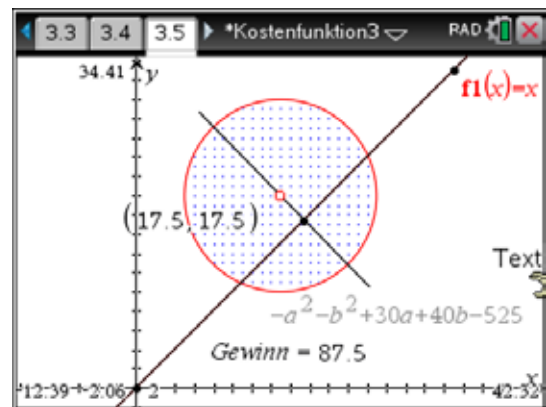 3.3 3.4 3.5 *Kostenfunktion3 RAD
34.41 y
f1(x)=x
(17.5, 17.5)
Text
-a²-b²+30a+40b-525
Gewinn = 87.5
x
-12.39 -2.06 2 42.32